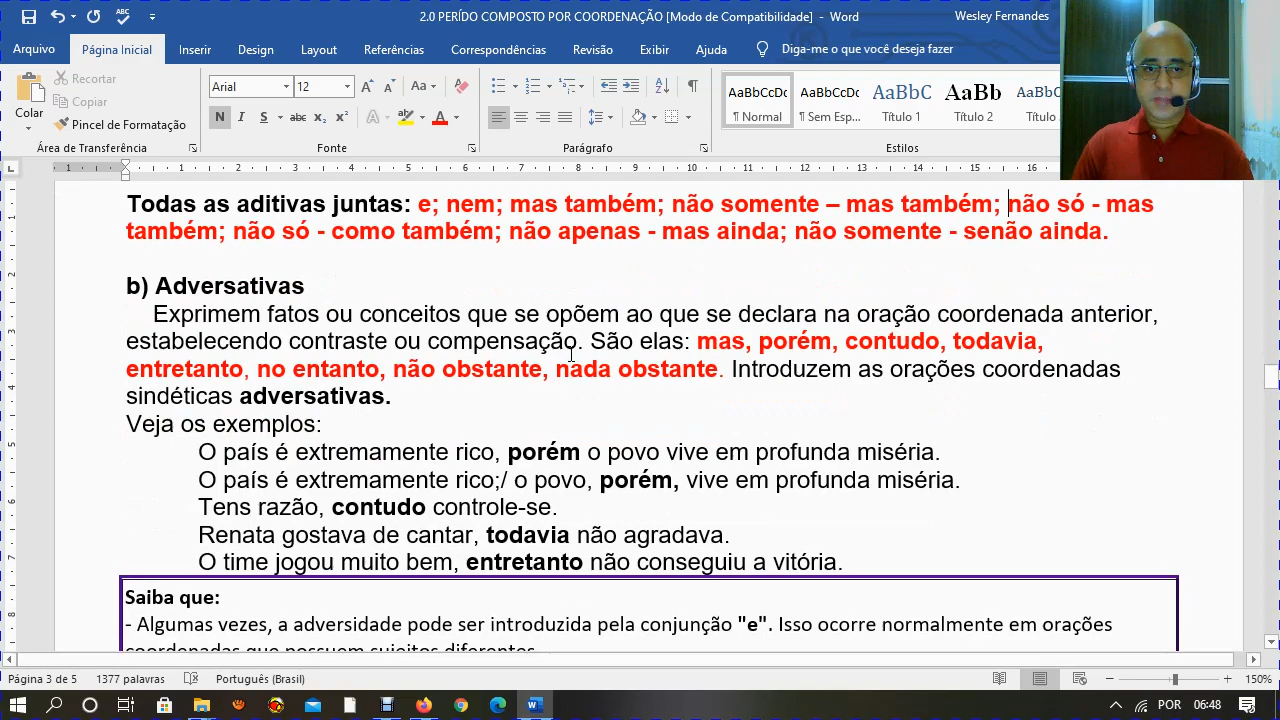 2.0 PERÍDO COMPOSTO POR COORDENAÇÃO [Modo de Compatibilidade] - Word
Wesley Fernandes
Arquivo
Página Inicial
Inserir
Design
Layout
Referências
Correspondências
Revisão
Exibir
Ajuda
Diga-me o que você deseja fazer
Colar
Recortar
Copiar
Pincel de Formatação
Área de Transferência
Arial
12
Fonte
Parágrafo
AaBbCcDc
¶ Normal
AaBbCcDc
¶ Sem Esp...
AaBbC
Título 1
AaBb
Título 2
AaBbC
Título 3
Estilos
Todas as aditivas juntas: e; nem; mas também; não somente – mas também; não só - mas
também; não só - como também; não apenas - mas ainda; não somente - senão ainda.
b) Adversativas
Exprimem fatos ou conceitos que se opõem ao que se declara na oração coordenada anterior,
estabelecendo contraste ou compensação. São elas: mas, porém, contudo, todavia,
entretanto, no entanto, não obstante, nada obstante. Introduzem as orações coordenadas
sindéticas adversativas.
Veja os exemplos:
O país é extremamente rico, porém o povo vive em profunda miséria.
O país é extremamente rico;/ o povo, porém, vive em profunda miséria.
Tens razão, contudo controle-se.
Renata gostava de cantar, todavia não agradava.
O time jogou muito bem, entretanto não conseguiu a vitória.
Saiba que:
- Algumas vezes, a adversidade pode ser introduzida pela conjunção "e". Isso ocorre normalmente em orações
coordenadas que possuem sujeitos diferentes.
Página 3 de 5
1377 palavras
Português (Brasil)
150%
POR
06:48